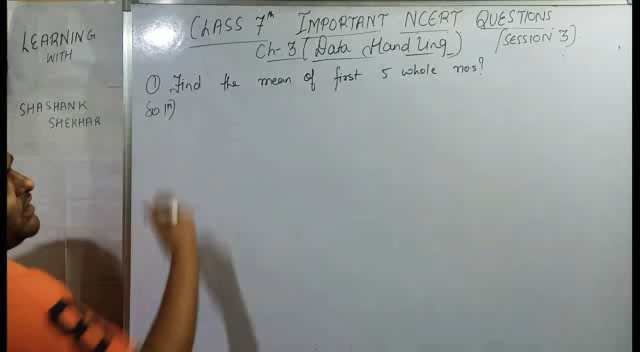 LEARNING
WITH
SHASHANK
SHEKHAR
CLASS 7th IMPORTANT NCERT QUESTIONS
Ch-3 (Data Handling) (SESSION 3)
① Find the mean of first 5 whole nos?
Soln)